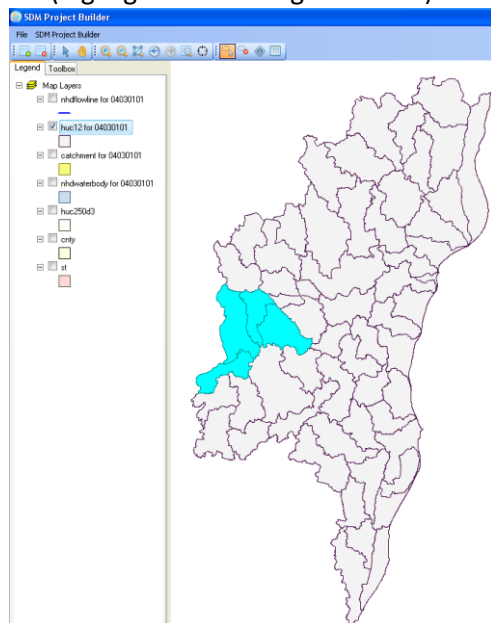 SDM Project Builder
File SDM Project Builder
Legend Toolbox
Map Layers
nhdflowline for 04030101
huc12 for 04030101
catchment for 04030101
nhdwaterbody for 04030101
huc250d3
cnty
st